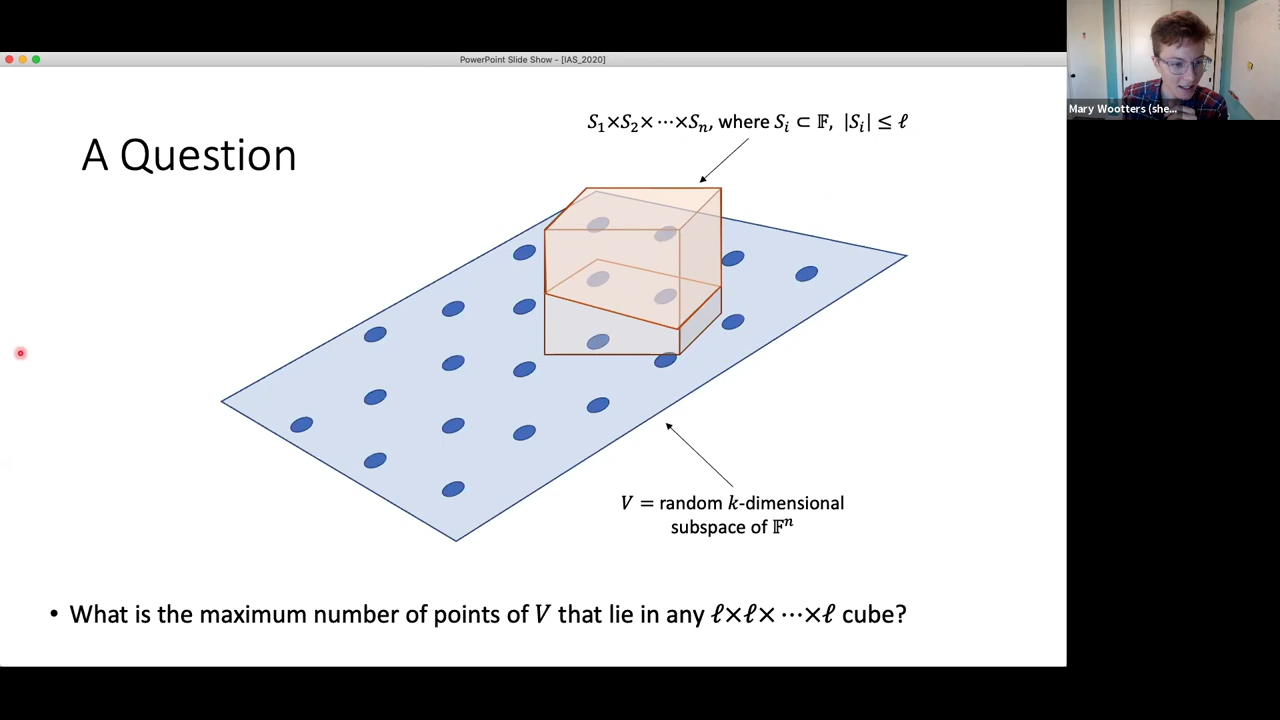 PowerPoint Slide Show - [IAS_2020]
Mary Wootters (she...
A Question
S₁×S₂×⋯×Sₙ, where Sᵢ ⊂ 𝔽, |Sᵢ| ≤ ℓ
V = random k-dimensional
subspace of 𝔽ⁿ
• What is the maximum number of points of V that lie in any ℓ×ℓ×⋯×ℓ cube?